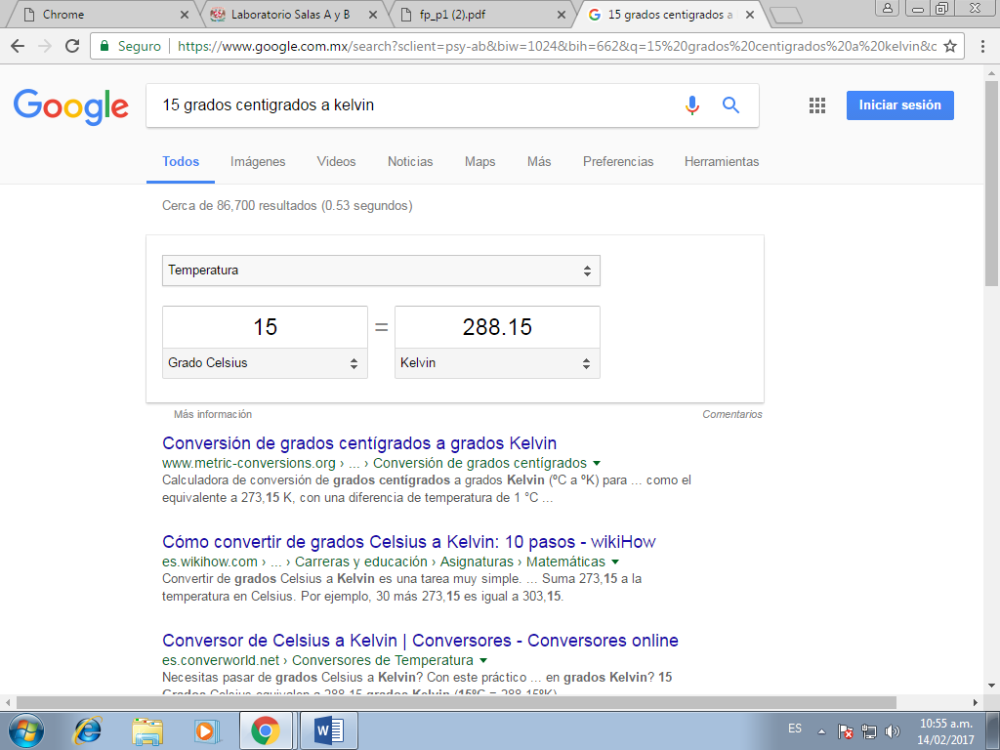 Chrome
Laboratorio Salas A y B
fp_p1 (2).pdf
15 grados centigrados a
Seguro
https://www.google.com.mx/search?sclient=psy-ab&biw=1024&bih=662&q=15%20grados%20centigrados%20a%20kelvin&c
Google
15 grados centigrados a kelvin
Iniciar sesión
Todos
Imágenes
Videos
Noticias
Maps
Más
Preferencias
Herramientas
Cerca de 86,700 resultados (0.53 segundos)
Temperatura
15 = 288.15
Grado Celsius
Kelvin
Más información
Comentarios
Conversión de grados centígrados a grados Kelvin
www.metric-conversions.org › ... › Conversión de grados centígrados
Calculadora de conversión de grados centígrados a grados Kelvin (ºC a ºK) para ... como el
equivalente a 273,15 K, con una diferencia de temperatura de 1 °C ...
Cómo convertir de grados Celsius a Kelvin: 10 pasos - wikiHow
es.wikihow.com › ... › Carreras y educación › Asignaturas › Matemáticas
Convertir de grados Celsius a Kelvin es una tarea muy simple. ... Suma 273,15 a la
temperatura en Celsius. Por ejemplo, 30 más 273,15 es igual a 303,15.
Conversor de Celsius a Kelvin | Conversores - Conversores online
es.converworld.net › Conversores de Temperatura
Necesitas pasar de grados Celsius a Kelvin? Con este práctico ... en grados Kelvin? 15
Grados Celsius equivalen a 288.15 grados Kelvin (15ºC = 288.15ºK)
ES
10:55 a.m.
14/02/2017